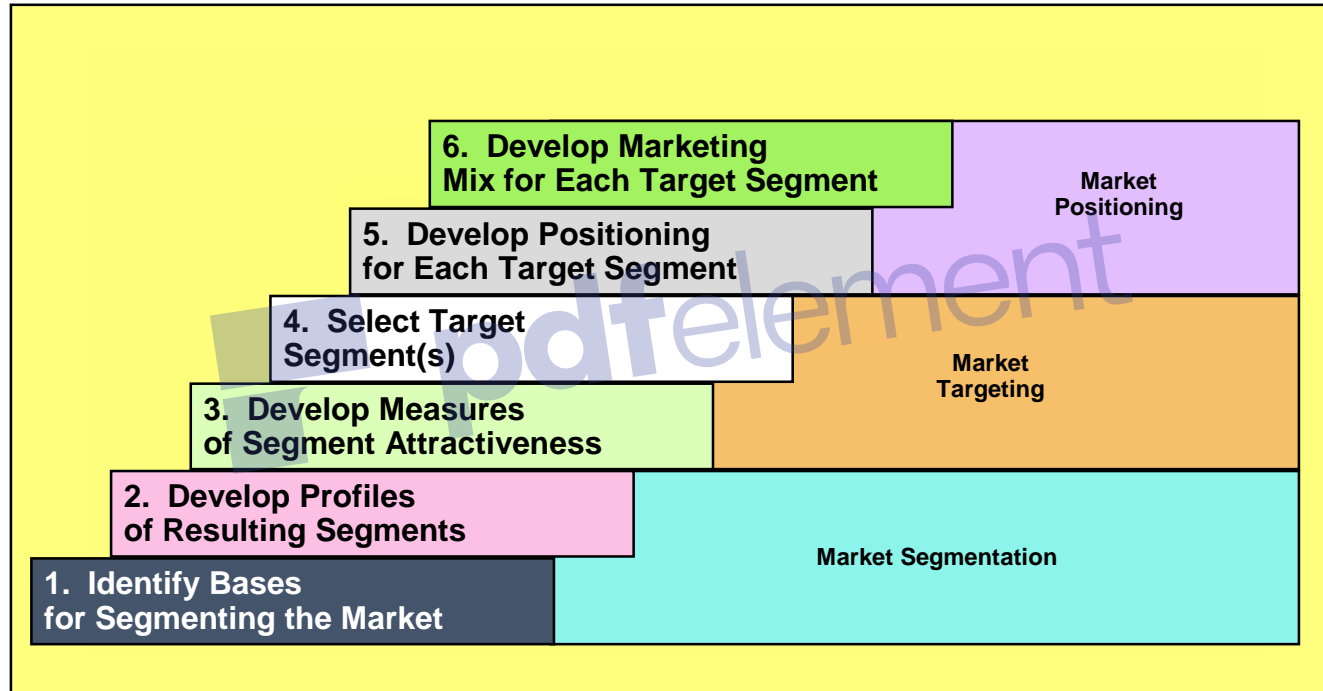 6. Develop Marketing
Mix for Each Target Segment
Market
Positioning
5. Develop Positioning
for Each Target Segment
4. Select Target
Segment(s)
Market
Targeting
3. Develop Measures
of Segment Attractiveness
2. Develop Profiles
of Resulting Segments
Market Segmentation
1. Identify Bases
for Segmenting the Market
pdfelement